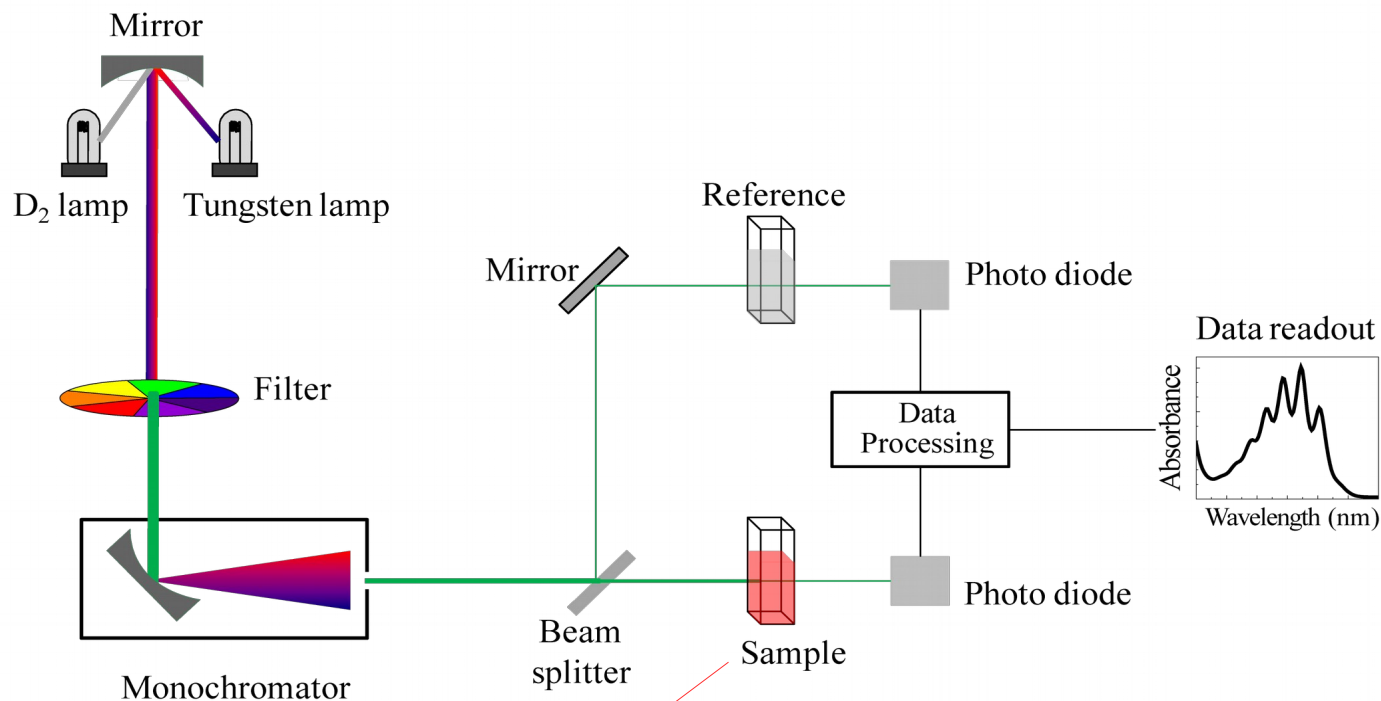 Mirror
D₂ lamp
Tungsten lamp
Filter
Monochromator
Mirror
Beam
splitter
Reference
Sample
Photo diode
Data
Processing
Photo diode
Data readout
Absorbance
Wavelength (nm)